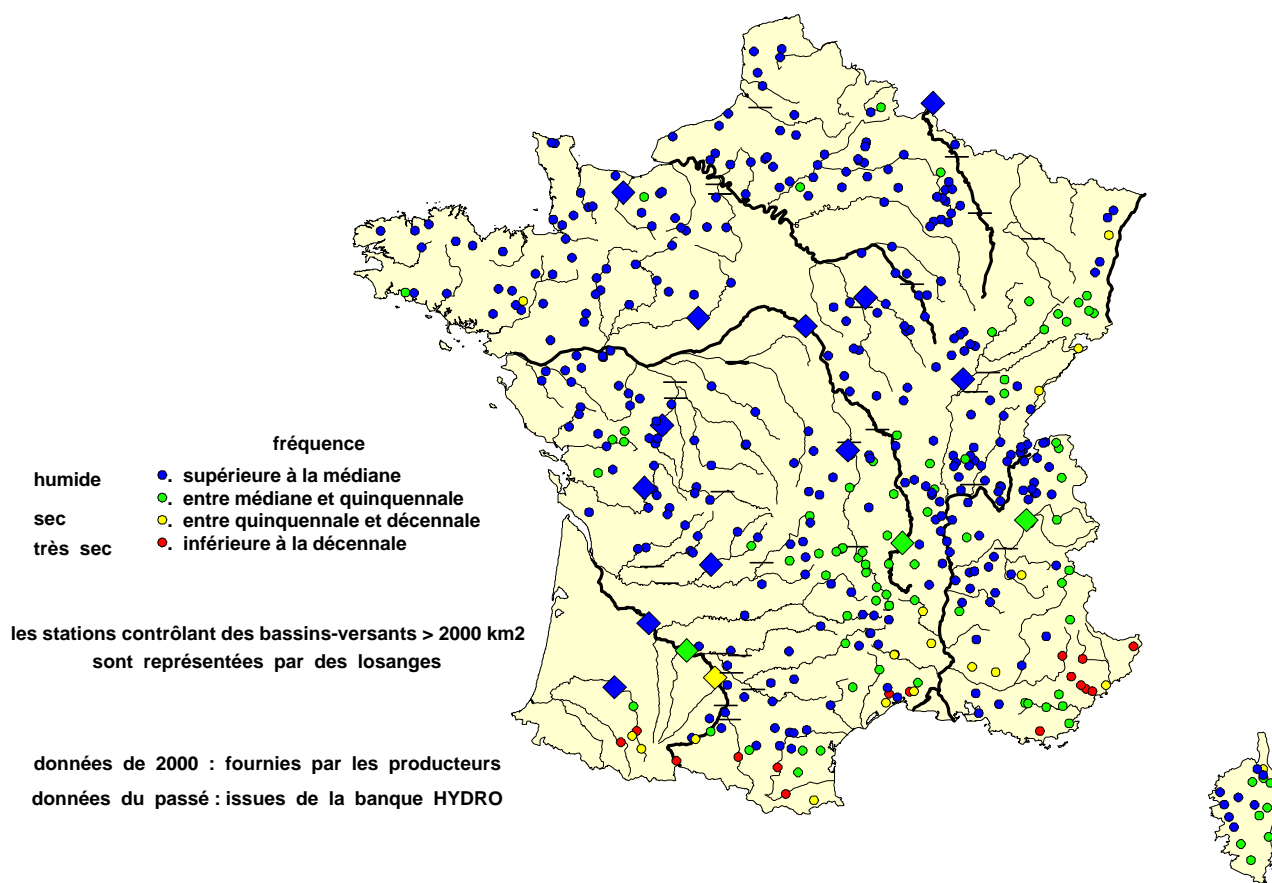 fréquence
humide . supérieure à la médiane
. entre médiane et quinquennale
sec . entre quinquennale et décennale
très sec . inférieure à la décennale
les stations contrôlant des bassins-versants > 2000 km2
sont représentées par des losanges
données de 2000 : fournies par les producteurs
données du passé : issues de la banque HYDRO